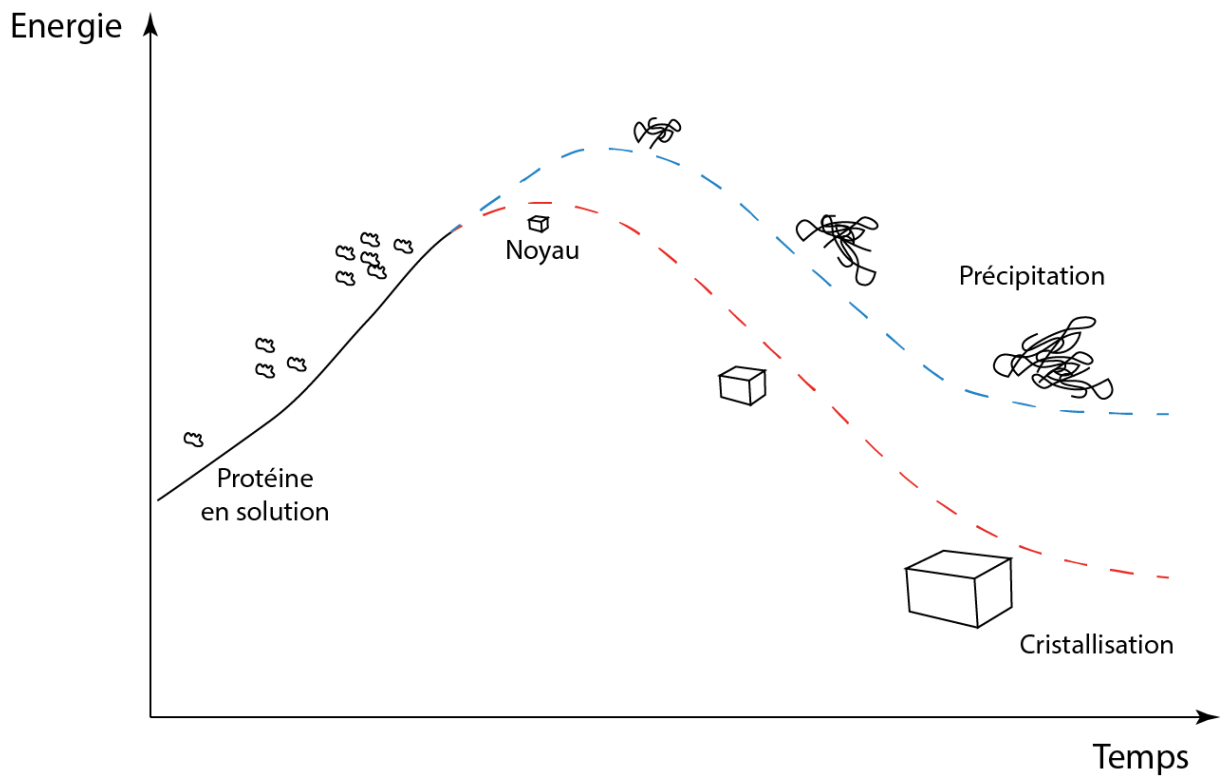 Energie
Noyau
Précipitation
Protéine
en solution
Cristallisation
Temps